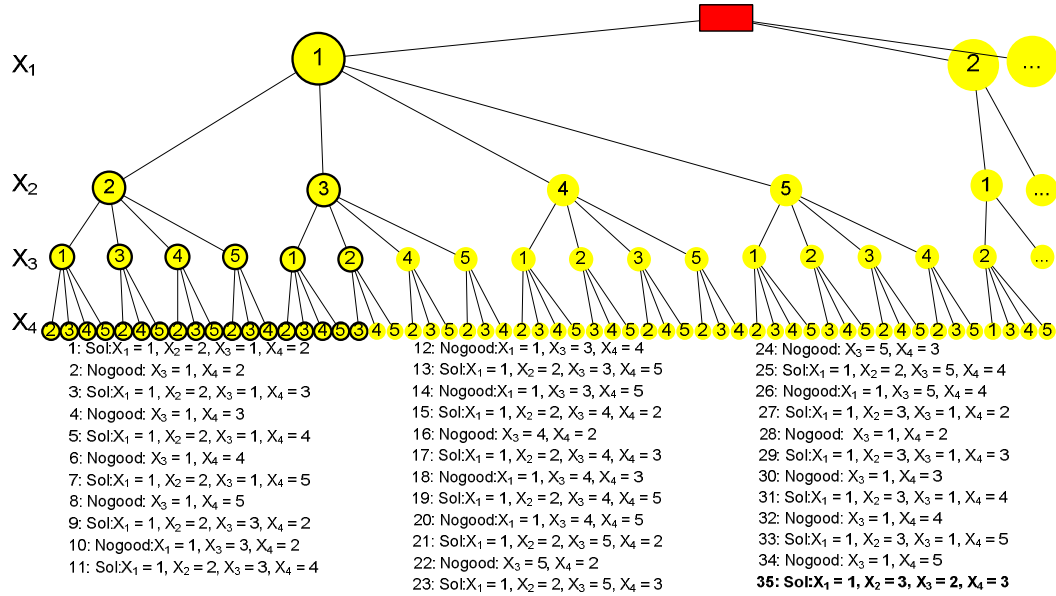 X₁ 1 2 ...
X₂ 2 3 4 5 1 ...
X₃ 1 3 4 5 1 2 4 5 1 2 3 5 1 2 3 4 2 ...
X₄ 2 3 4 5 2 4 5 2 3 5 2 3 4 2 3 4 5 3 4 5 2 3 5 2 3 4 2 3 4 5 3 4 5 2 4 5 2 3 4 2 3 4 5 3 4 5 2 4 5 2 3 5 1 3 4 5
1: Sol:X₁ = 1, X₂ = 2, X₃ = 1, X₄ = 2
2: Nogood: X₃ = 1, X₄ = 2
3: Sol:X₁ = 1, X₂ = 2, X₃ = 1, X₄ = 3
4: Nogood: X₃ = 1, X₄ = 3
5: Sol:X₁ = 1, X₂ = 2, X₃ = 1, X₄ = 4
6: Nogood: X₃ = 1, X₄ = 4
7: Sol:X₁ = 1, X₂ = 2, X₃ = 1, X₄ = 5
8: Nogood: X₃ = 1, X₄ = 5
9: Sol:X₁ = 1, X₂ = 2, X₃ = 3, X₄ = 2
10: Nogood:X₁ = 1, X₃ = 3, X₄ = 2
11: Sol:X₁ = 1, X₂ = 2, X₃ = 3, X₄ = 4
12: Nogood:X₁ = 1, X₃ = 3, X₄ = 4
13: Sol:X₁ = 1, X₂ = 2, X₃ = 3, X₄ = 5
14: Nogood:X₁ = 1, X₃ = 3, X₄ = 5
15: Sol:X₁ = 1, X₂ = 2, X₃ = 4, X₄ = 2
16: Nogood: X₃ = 4, X₄ = 2
17: Sol:X₁ = 1, X₂ = 2, X₃ = 4, X₄ = 3
18: Nogood:X₁ = 1, X₃ = 4, X₄ = 3
19: Sol:X₁ = 1, X₂ = 2, X₃ = 4, X₄ = 5
20: Nogood:X₁ = 1, X₃ = 4, X₄ = 5
21: Sol:X₁ = 1, X₂ = 2, X₃ = 5, X₄ = 2
22: Nogood: X₃ = 5, X₄ = 2
23: Sol:X₁ = 1, X₂ = 2, X₃ = 5, X₄ = 3
24: Nogood: X₃ = 5, X₄ = 3
25: Sol:X₁ = 1, X₂ = 2, X₃ = 5, X₄ = 4
26: Nogood:X₁ = 1, X₃ = 5, X₄ = 4
27: Sol:X₁ = 1, X₂ = 3, X₃ = 1, X₄ = 2
28: Nogood: X₃ = 1, X₄ = 2
29: Sol:X₁ = 1, X₂ = 3, X₃ = 1, X₄ = 3
30: Nogood: X₃ = 1, X₄ = 3
31: Sol:X₁ = 1, X₂ = 3, X₃ = 1, X₄ = 4
32: Nogood: X₃ = 1, X₄ = 4
33: Sol:X₁ = 1, X₂ = 3, X₃ = 1, X₄ = 5
34: Nogood: X₃ = 1, X₄ = 5
35: Sol:X₁ = 1, X₂ = 3, X₃ = 2, X₄ = 3